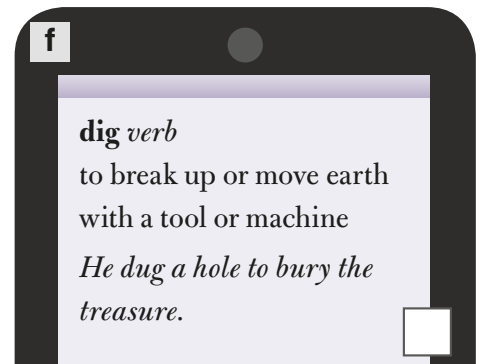 f
dig verb
to break up or move earth
with a tool or machine
He dug a hole to bury the
treasure.